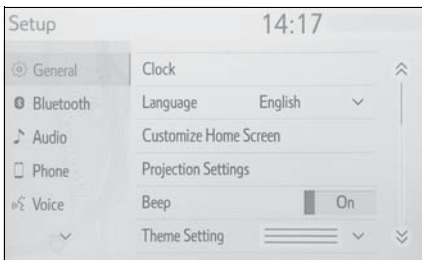 Setup
14:17
General
Bluetooth
Audio
Phone
Voice
Clock
Language English
Customize Home Screen
Projection Settings
Beep On
Theme Setting